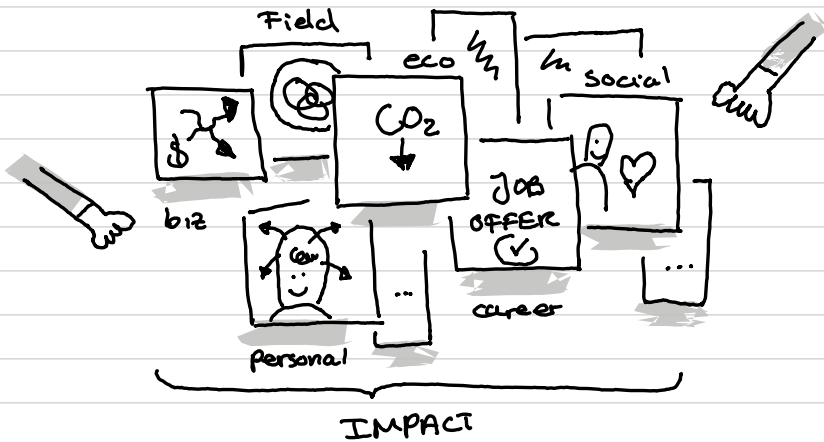 Field
eco
social
$
CO2
JOB
OFFER
biz
...
...
career
personal
IMPACT